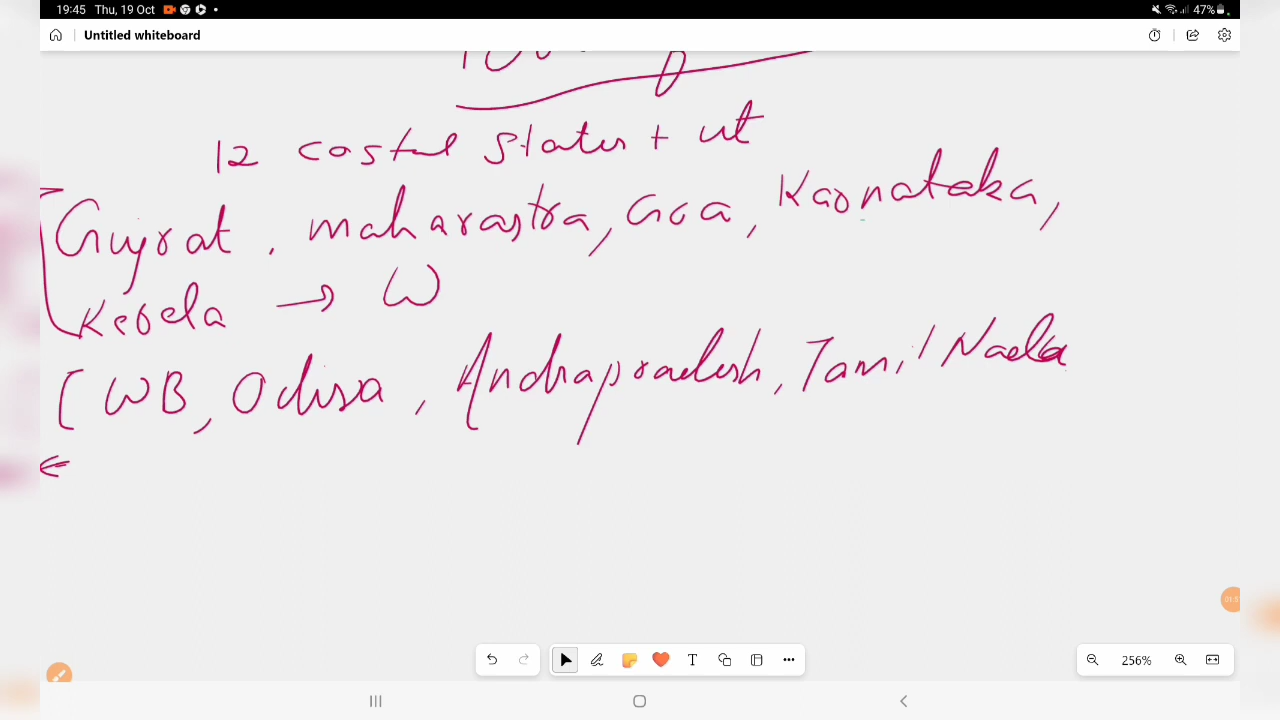 19:45 Thu, 19 Oct
47%
Untitled whiteboard
12 costal states + ut
Gujrat, maharastra, Goa, Karnataka,
Kerela → W
[ WB, Odisa, Andrapradesh, Tamil Nadu
←
T
256%